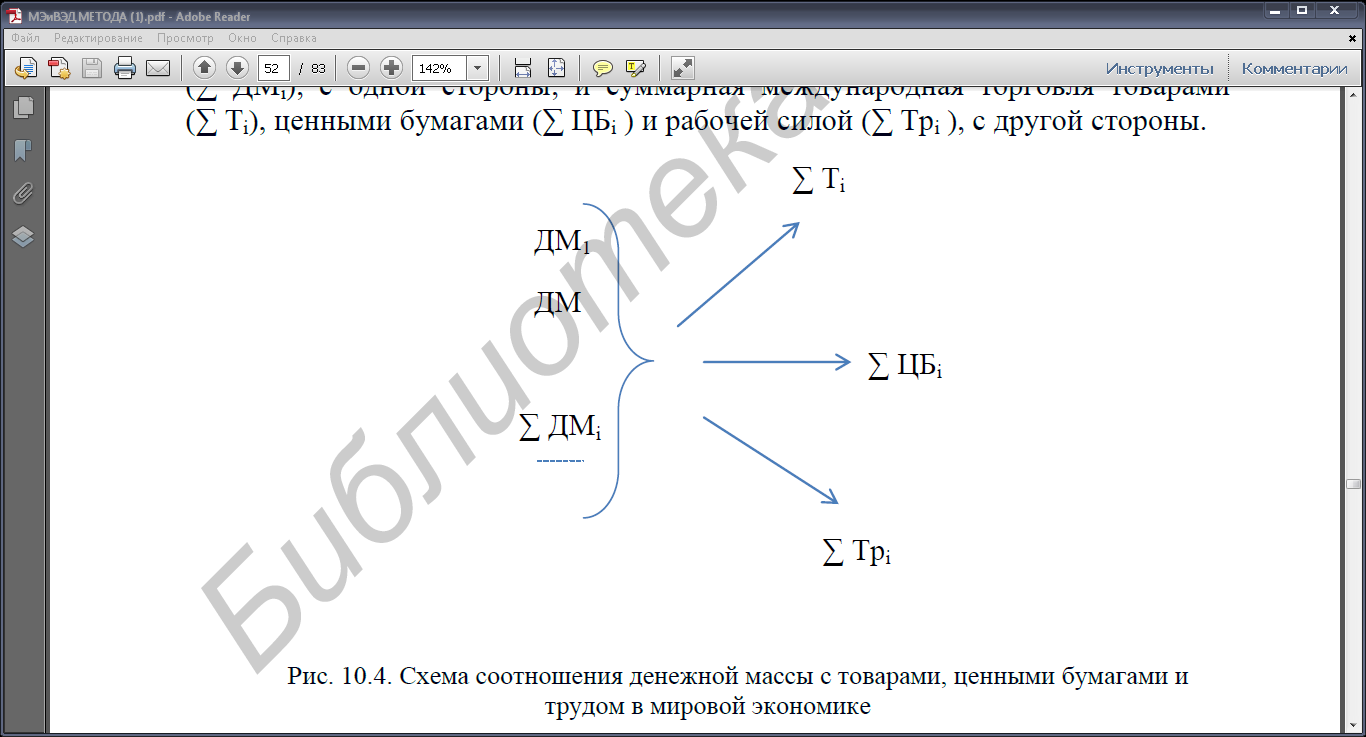 МЭиВЭД МЕТОДА (1).pdf - Adobe Reader
Файл Редактирование Просмотр Окно Справка
52 / 83 142% Инструменты Комментарии
(∑ ДМi), с одной стороны, и суммарная международная торговля товарами
(∑ Тi), ценными бумагами (∑ ЦБi ) и рабочей силой (∑ Трi ), с другой стороны.
∑ Тi
ДМ1
ДМ
∑ ЦБi
∑ ДМi
∑ Трi
Библиотека
Рис. 10.4. Схема соотношения денежной массы с товарами, ценными бумагами и
трудом в мировой экономике